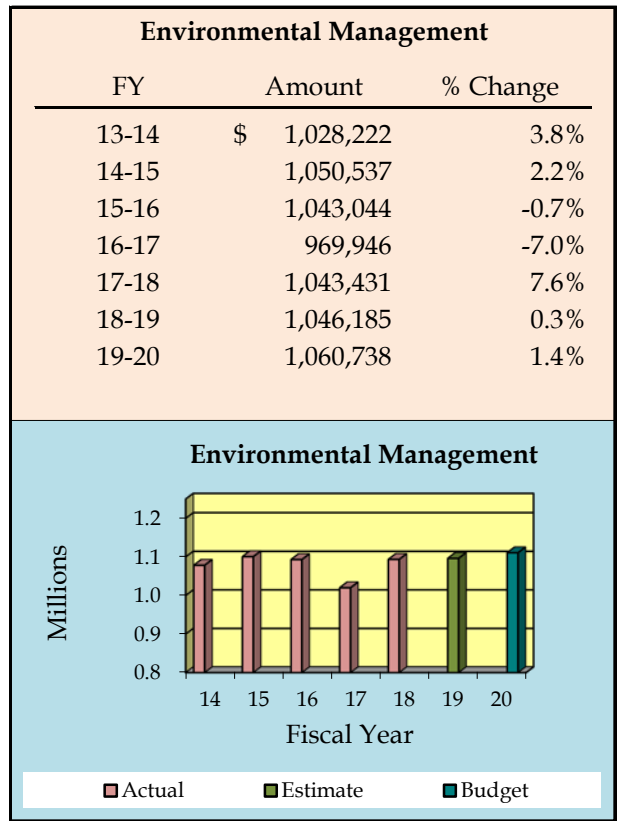 Environmental Management
FY Amount % Change
13-14 $ 1,028,222 3.8%
14-15 1,050,537 2.2%
15-16 1,043,044 -0.7%
16-17 969,946 -7.0%
17-18 1,043,431 7.6%
18-19 1,046,185 0.3%
19-20 1,060,738 1.4%
Environmental Management
Millions
1.2
1.1
1.0
0.9
0.8
14 15 16 17 18 19 20
Fiscal Year
Actual Estimate Budget